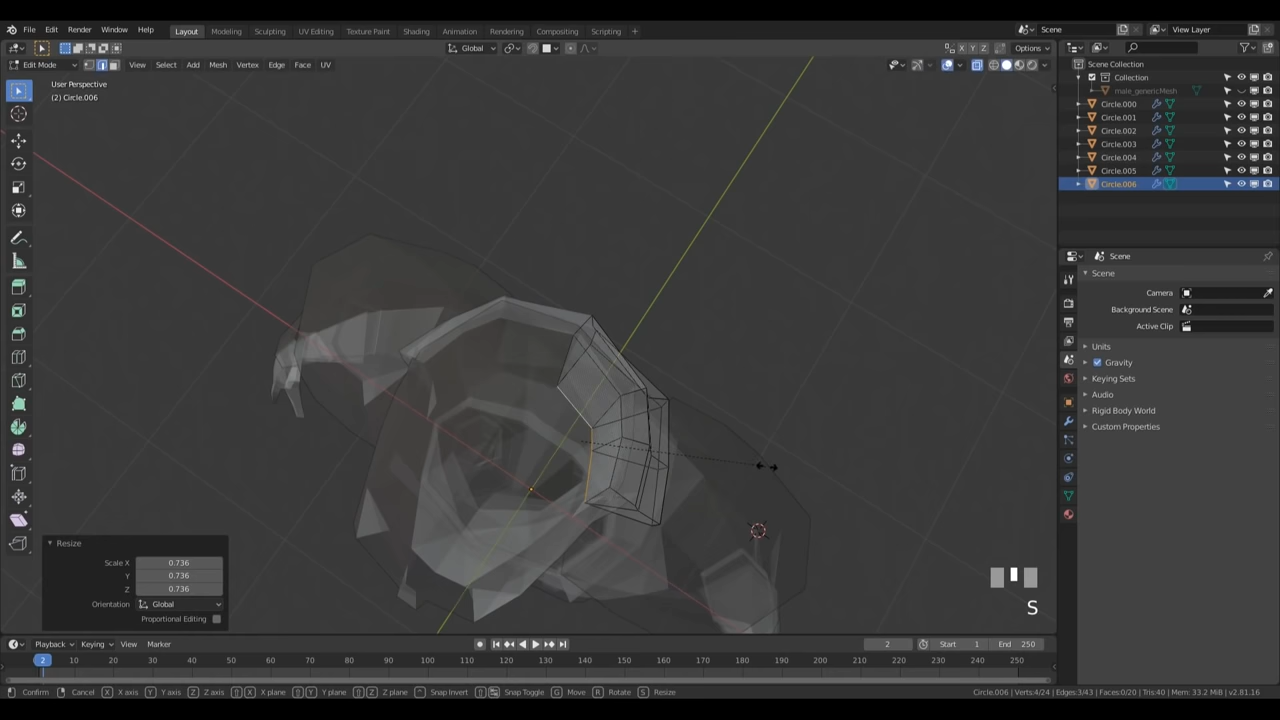 File Edit Render Window Help Layout Modeling Sculpting UV Editing Texture Paint Shading Animation Rendering Compositing Scripting + Scene View Layer
Global X Y Z Options
Edit Mode View Select Add Mesh Vertex Edge Face UV
User Perspective
(2) Circle.006
Scene Collection
Collection
male_genericMesh
Circle.000
Circle.001
Circle.002
Circle.003
Circle.004
Circle.005
Circle.006
Scene
Scene
Camera
Background Scene
Active Clip
Units
Gravity
Keying Sets
Audio
Rigid Body World
Custom Properties
Resize
Scale X 0.736
Y 0.736
Z 0.736
Orientation Global
Proportional Editing
S
Playback Keying View Marker 2 Start 1 End 250
2 10 20 30 40 50 60 70 80 90 100 110 120 130 140 150 160 170 180 190 200 210 220 230 240 250
Confirm Cancel X X axis Y Y axis Z Z axis X X plane Y Y plane Z Z plane Snap Invert Snap Toggle G Move R Rotate S Resize Circle.006 | Verts:4/24 | Edges:3/43 | Faces:0/20 | Tris:40 | Mem: 33.2 MiB | v2.81.16